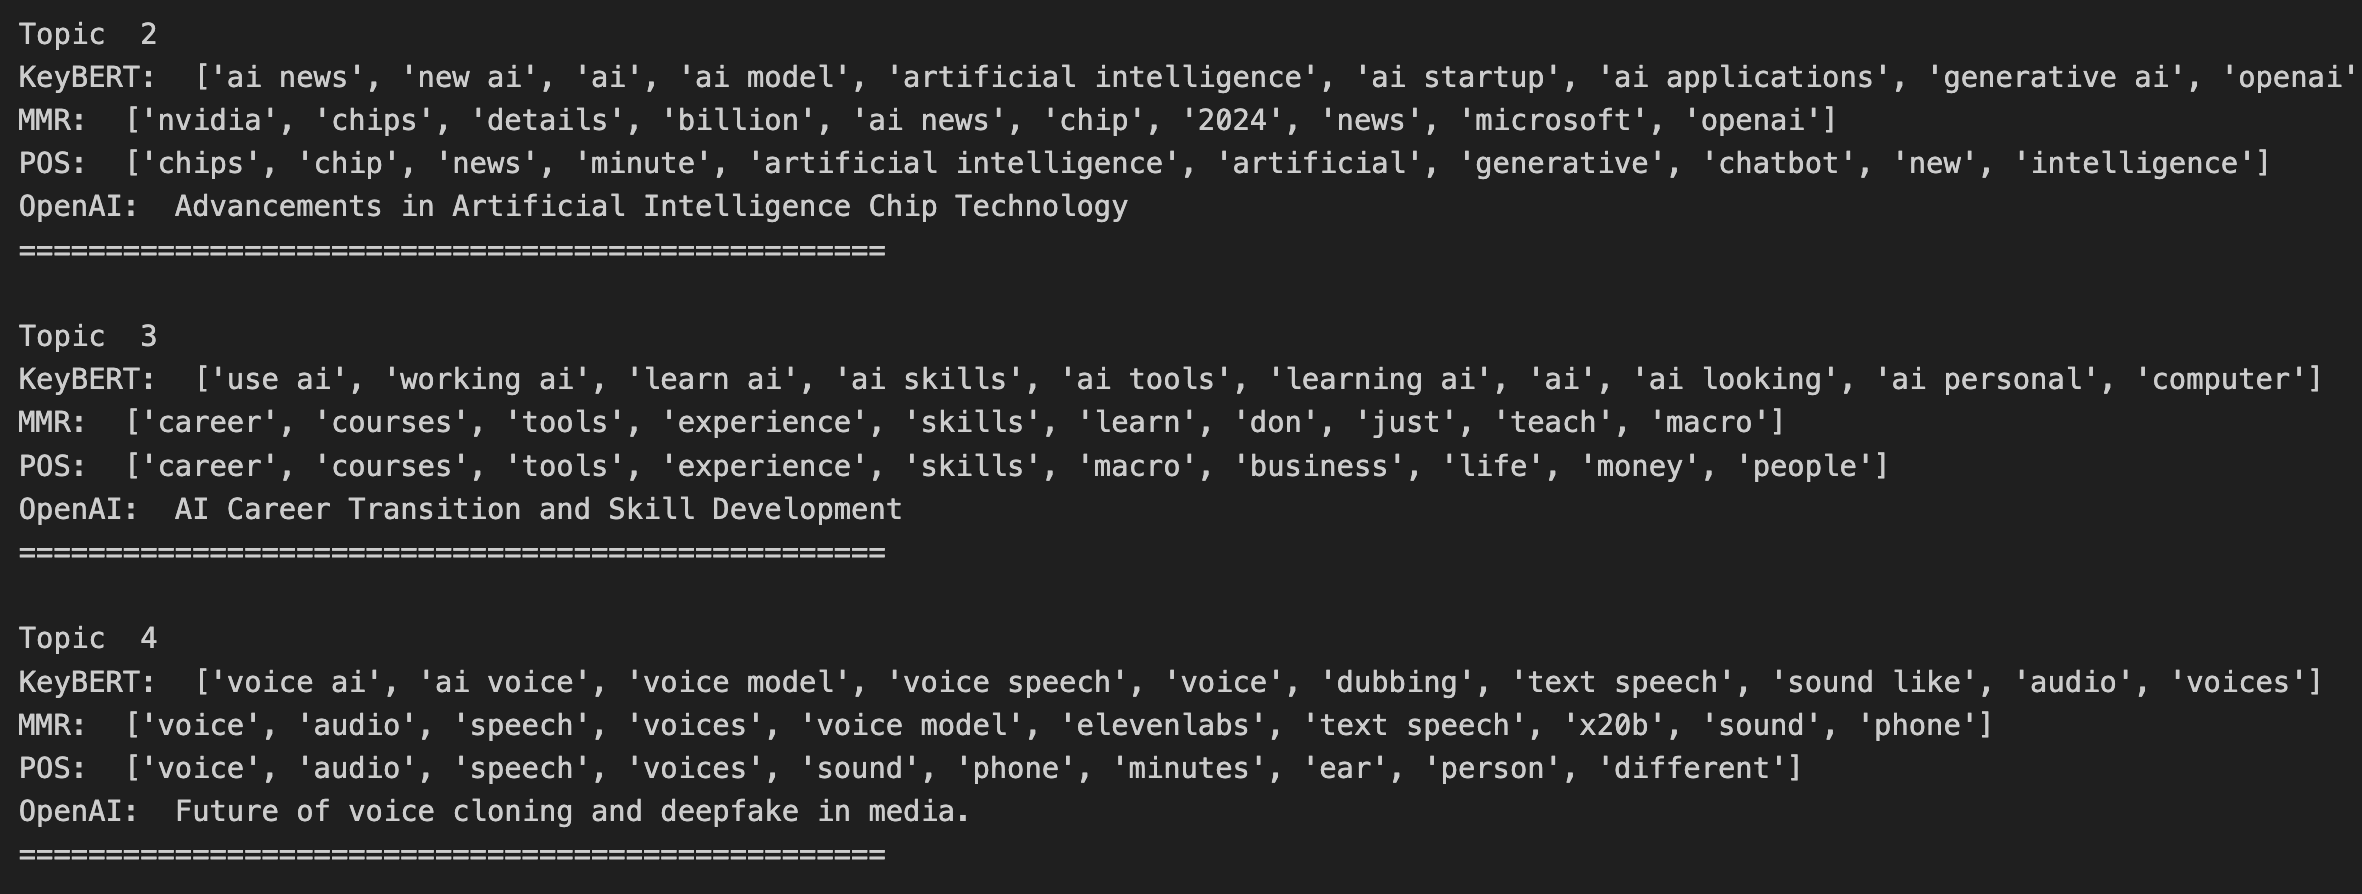 Topic  2
KeyBERT:  ['ai news', 'new ai', 'ai', 'ai model', 'artificial intelligence', 'ai startup', 'ai applications', 'generative ai', 'openai'
MMR:  ['nvidia', 'chips', 'details', 'billion', 'ai news', 'chip', '2024', 'news', 'microsoft', 'openai']
POS:  ['chips', 'chip', 'news', 'minute', 'artificial intelligence', 'artificial', 'generative', 'chatbot', 'new', 'intelligence']
OpenAI:  Advancements in Artificial Intelligence Chip Technology
==================================================
Topic  3
KeyBERT:  ['use ai', 'working ai', 'learn ai', 'ai skills', 'ai tools', 'learning ai', 'ai', 'ai looking', 'ai personal', 'computer']
MMR:  ['career', 'courses', 'tools', 'experience', 'skills', 'learn', 'don', 'just', 'teach', 'macro']
POS:  ['career', 'courses', 'tools', 'experience', 'skills', 'macro', 'business', 'life', 'money', 'people']
OpenAI:  AI Career Transition and Skill Development
==================================================
Topic  4
KeyBERT:  ['voice ai', 'ai voice', 'voice model', 'voice speech', 'voice', 'dubbing', 'text speech', 'sound like', 'audio', 'voices']
MMR:  ['voice', 'audio', 'speech', 'voices', 'voice model', 'elevenlabs', 'text speech', 'x20b', 'sound', 'phone']
POS:  ['voice', 'audio', 'speech', 'voices', 'sound', 'phone', 'minutes', 'ear', 'person', 'different']
OpenAI:  Future of voice cloning and deepfake in media.
==================================================